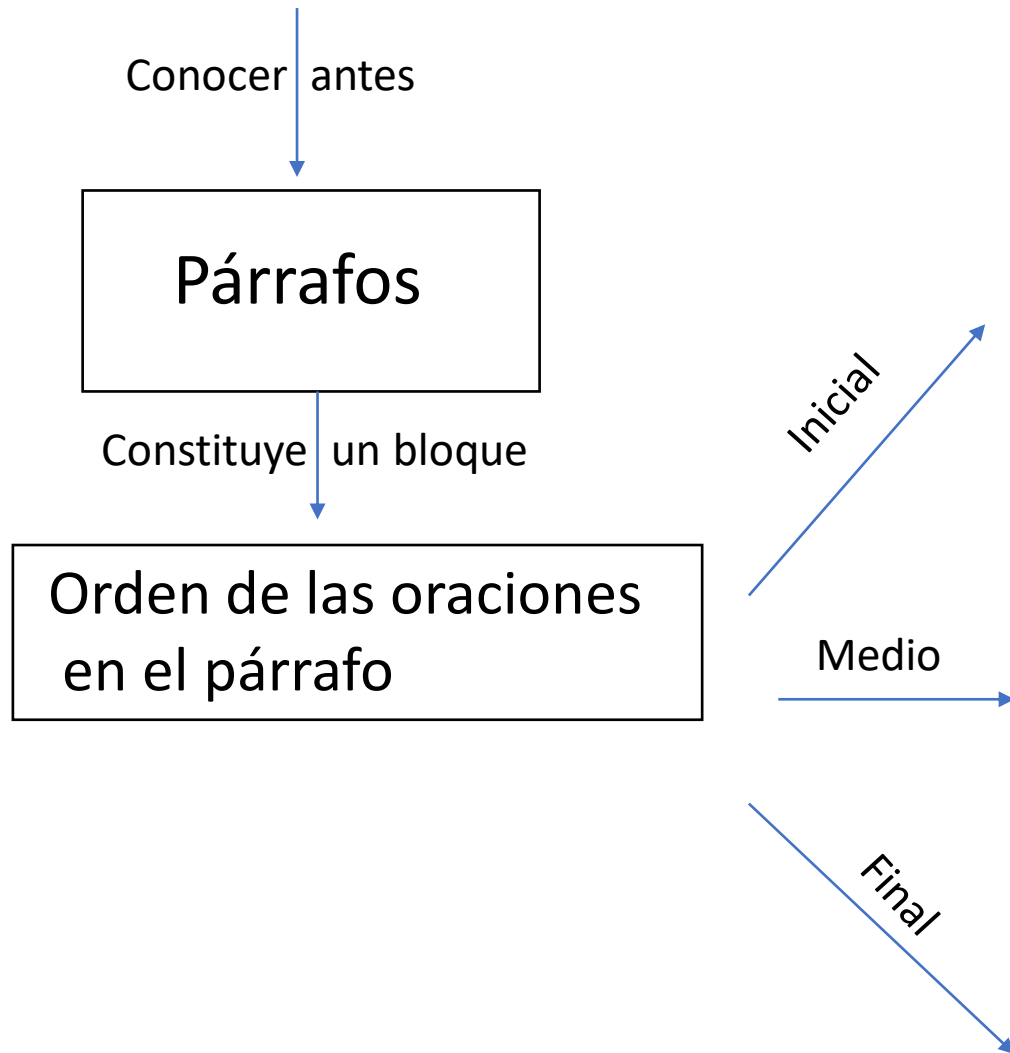 Conocer antes
Párrafos
Constituye un bloque
Orden de las oraciones
en el párrafo
Inicial
Medio
Final